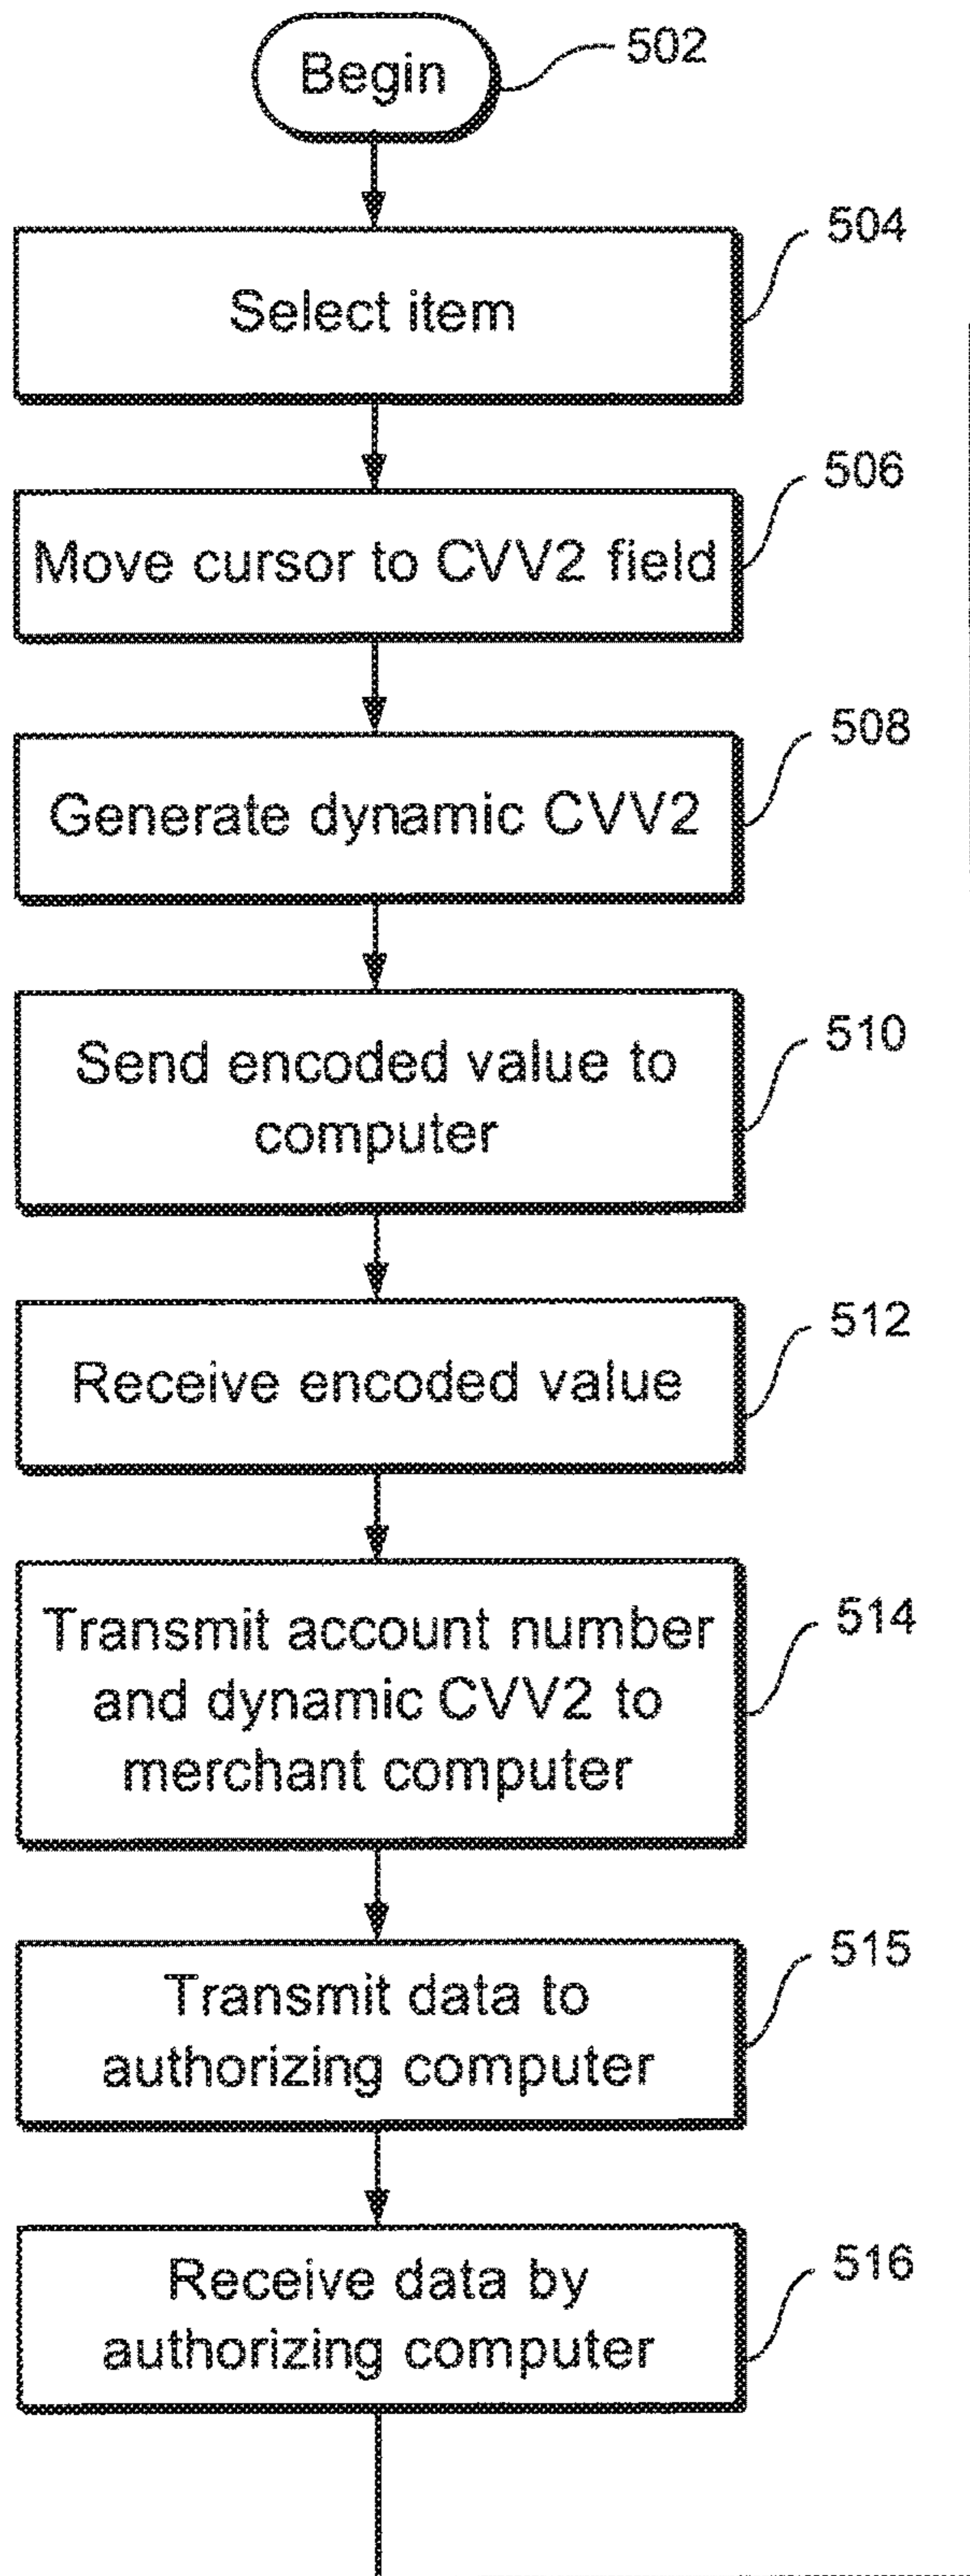 Begin
502
504
Select item
506
Move cursor to CVV2 field
508
Generate dynamic CVV2
510
Send encoded value to
computer
512
Receive encoded value
514
Transmit account number
and dynamic CVV2 to
merchant computer
515
Transmit data to
authorizing computer
516
Receive data by
authorizing computer